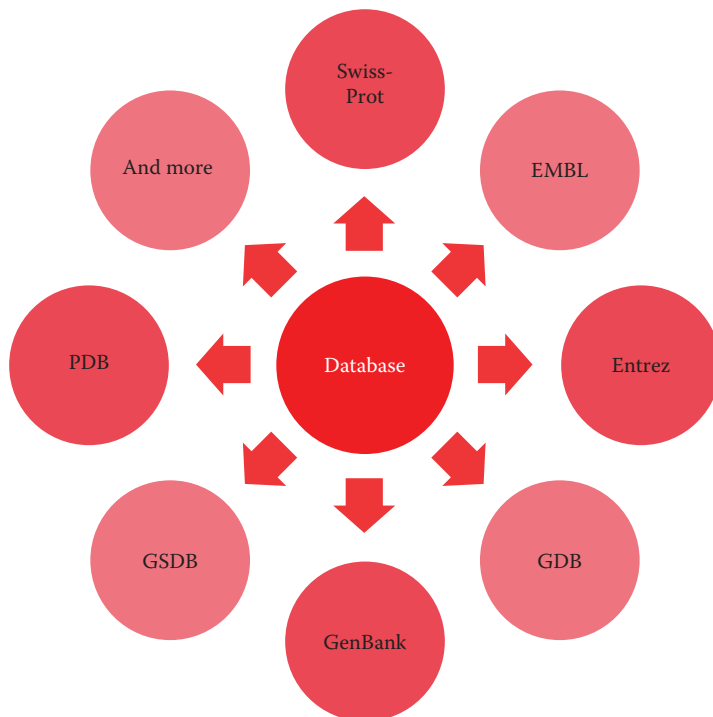 Swiss-
Prot
And more
EMBL
PDB
Database
Entrez
GSDB
GDB
GenBank